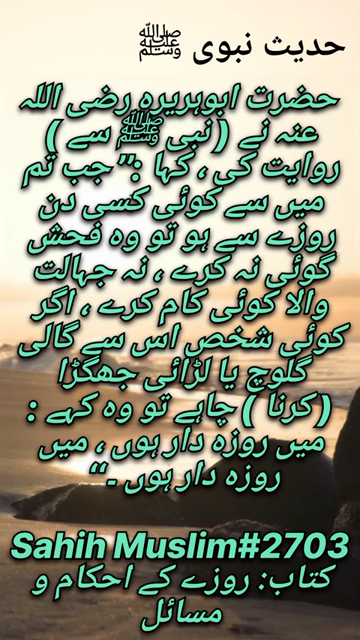 حدیث نبوی ﷺ
حضرت ابوہریرہ رضی اللہ
عنہ نے ( نبی ﷺ سے )
روایت کی ، کہا :” جب تم
میں سے کوئی کسی دن
روزے سے ہو تو وہ فحش
گوئی نہ کرے ، نہ جہالت
والا کوئی کام کرے ، اگر
کوئی شخص اس سے گالی
گلوچ یا لڑائی جھگڑا
(کرنا ) چاہے تو وہ کہے :
میں روزہ دار ہوں ، میں
روزہ دار ہوں ۔“
Sahih Muslim#2703
کتاب: روزے کے احکام و
مسائل